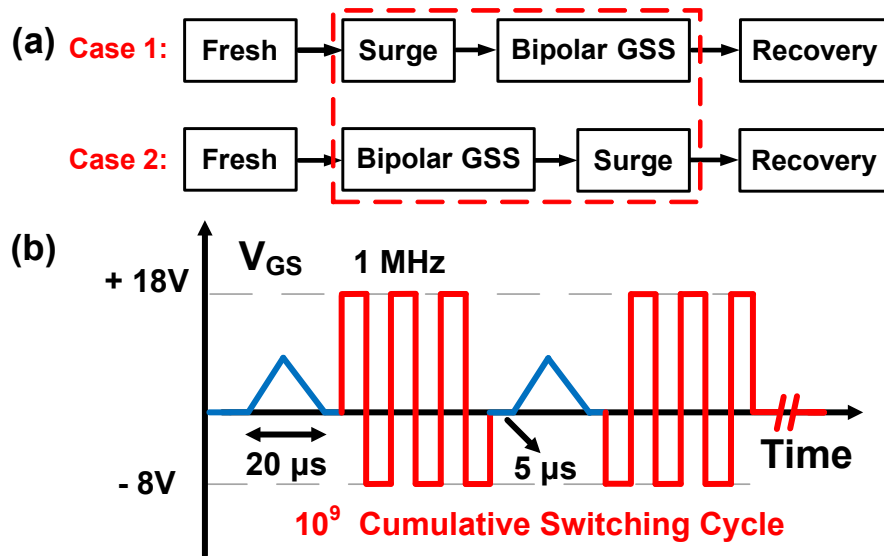 (a)
Case 1: Fresh Surge Bipolar GSS Recovery
Case 2: Fresh Bipolar GSS Surge Recovery
(b)
VGS 1 MHz
+ 18V
20 μs
5 μs
Time
- 8V
10⁹ Cumulative Switching Cycle